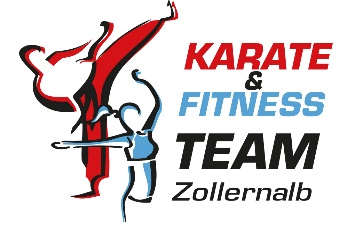 KARATE
&
FITNESS
TEAM
Zollernalb